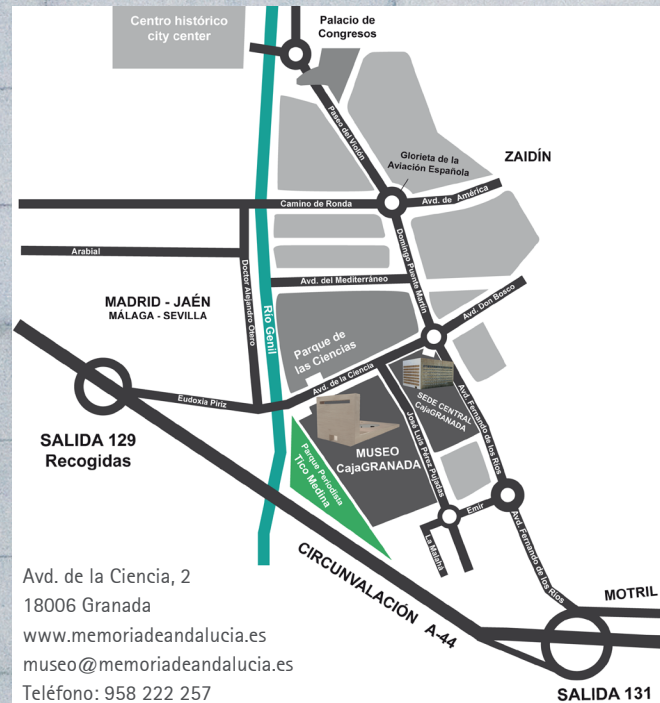 Centro histórico
city center
Palacio de
Congresos
Paseo del Violón
Glorieta de la
Aviación Española
ZAIDÍN
Camino de Ronda
Avd. de América
Arabial
Doctor Alejandro Otero
Domingo Puente Martín
Avd. del Mediterráneo
Avd. Don Bosco
MADRID - JAÉN
MÁLAGA - SEVILLA
Río Genil
Parque de
las Ciencias
Avd. de la Ciencia
Eudoxia Piriz
SEDE CENTRAL
CajaGRANADA
Avd. Fernando de los Ríos
SALIDA 129
Recogidas
MUSEO
CajaGRANADA
José Luis Pérez Pujadas
Parque Periodista
Tico Medina
Emir
La Malahá
Avd. Fernando de los Ríos
CIRCUNVALACIÓN A-44
MOTRIL
SALIDA 131
Avd. de la Ciencia, 2
18006 Granada
www.memoriadeandalucia.es
museo@memoriadeandalucia.es
Teléfono: 958 222 257